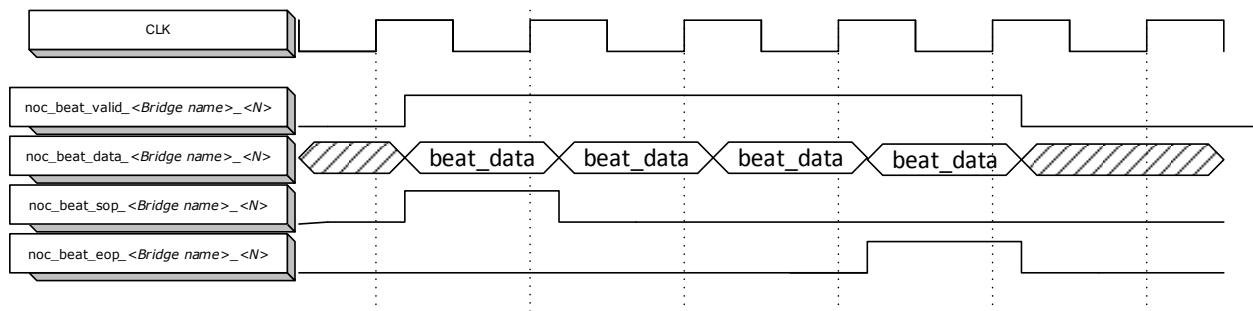 CLK
noc_beat_valid_<Bridge name>_<N>
noc_beat_data_<Bridge name>_<N>
beat_data beat_data beat_data beat_data
noc_beat_sop_<Bridge name>_<N>
noc_beat_eop_<Bridge name>_<N>